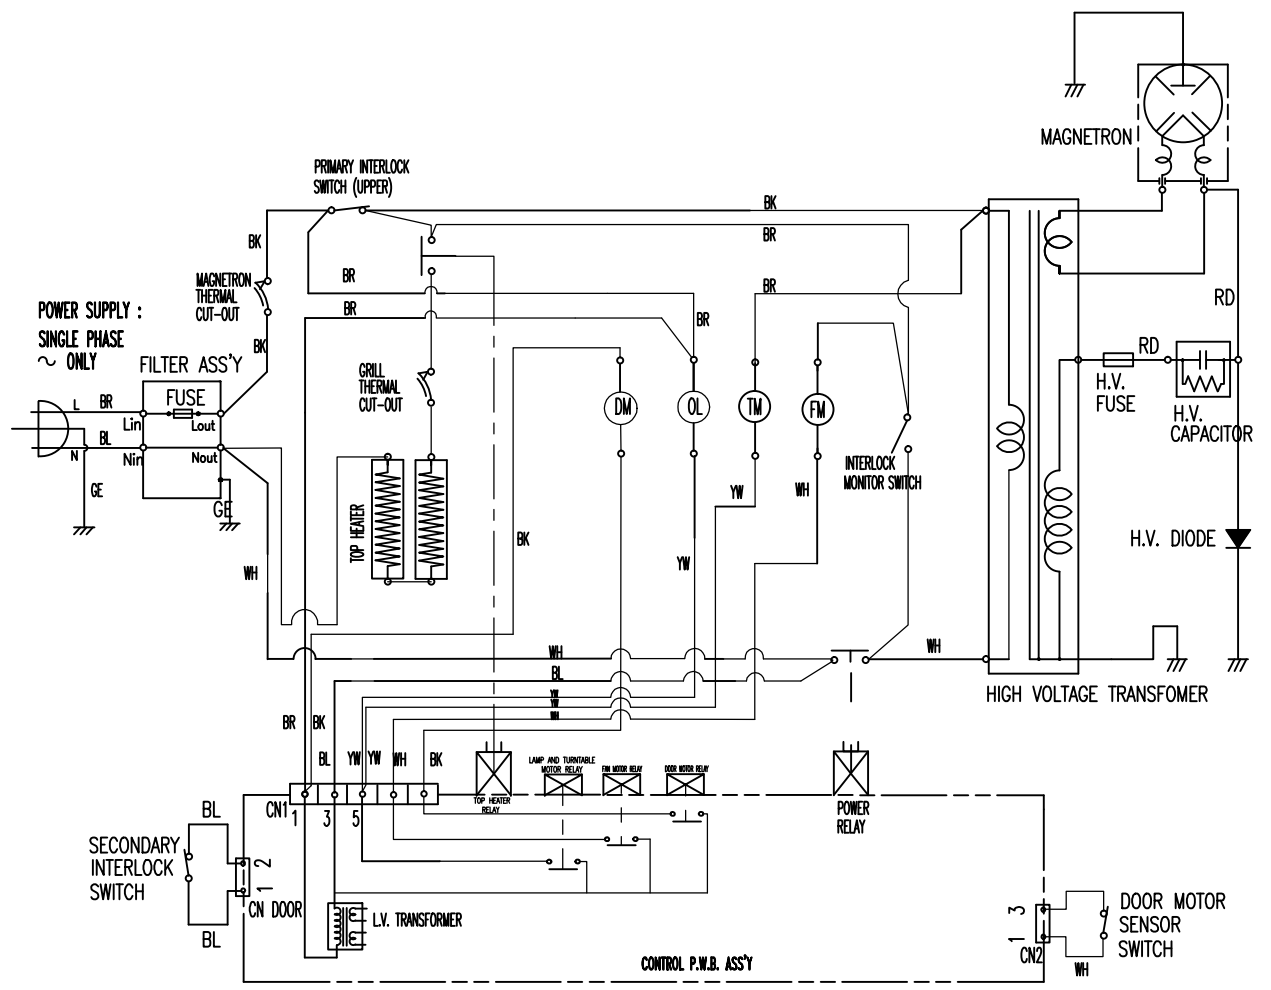 MAGNETRON
PRIMARY INTERLOCK
SWITCH (UPPER)
BK
BK
BR
BK
MAGNETRON
THERMAL
CUT-OUT
BR
BR
BR
BR
RD
POWER SUPPLY :
SINGLE PHASE
~ ONLY
BK
FILTER ASS'Y
RD
GRILL
THERMAL
CUT-OUT
H.V.
FUSE
L
BR
FUSE
Lin
Lout
DM
OL
TM
FM
H.V.
CAPACITOR
N
BL
Nin
Nout
INTERLOCK
MONITOR SWITCH
GE
GE
YW
WH
TOP HEATER
BK
H.V. DIODE
YW
WH
WH
WH
BL
YW
YW
WH
HIGH VOLTAGE TRANSFOMER
BR
BK
BL
YW
YW
WH
BK
LAMP AND TURNTABLE
MOTOR RELAY
FAN MOTOR RELAY
DOOR MOTOR RELAY
TOP HEATER
RELAY
POWER
RELAY
CN1
1
3
5
BL
SECONDARY
INTERLOCK
SWITCH
2
1
CN DOOR
BL
L.V. TRANSFORMER
3
1
CN2
DOOR MOTOR
SENSOR
SWITCH
WH
CONTROL P.W.B. ASS'Y